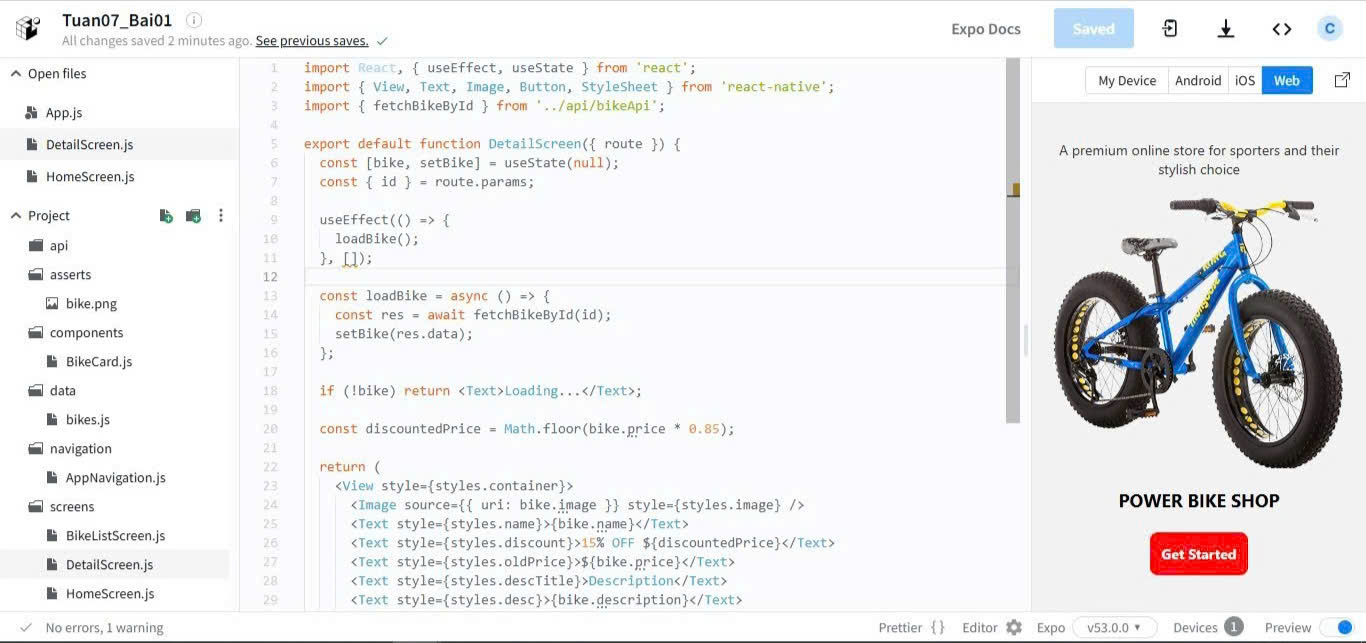 Tuan07_Bai01
All changes saved 2 minutes ago. See previous saves.
Expo Docs
Saved
C
Open files
App.js
DetailScreen.js
HomeScreen.js
Project
api
asserts
bike.png
components
BikeCard.js
data
bikes.js
navigation
AppNavigation.js
screens
BikeListScreen.js
DetailScreen.js
HomeScreen.js
1 import React, { useEffect, useState } from 'react';
2 import { View, Text, Image, Button, StyleSheet } from 'react-native';
3 import { fetchBikeById } from '../api/bikeApi';
4
5 export default function DetailScreen({ route }) {
6 const [bike, setBike] = useState(null);
7 const { id } = route.params;
8
9 useEffect(() => {
10 loadBike();
11 }, []);
12
13 const loadBike = async () => {
14 const res = await fetchBikeById(id);
15 setBike(res.data);
16 };
17
18 if (!bike) return <Text>Loading...</Text>;
19
20 const discountedPrice = Math.floor(bike.price * 0.85);
21
22 return (
23 <View style={styles.container}>
24 <Image source={{ uri: bike.image }} style={styles.image} />
25 <Text style={styles.name}>{bike.name}</Text>
26 <Text style={styles.discount}>15% OFF ${discountedPrice}</Text>
27 <Text style={styles.oldPrice}>${bike.price}</Text>
28 <Text style={styles.descTitle}>Description</Text>
29 <Text style={styles.desc}>{bike.description}</Text>
My Device
Android
iOS
Web
A premium online store for sporters and their
stylish choice
mongoose
POWER BIKE SHOP
Get Started
No errors, 1 warning
Prettier { }
Editor
Expo
v53.0.0
Devices 1
Preview